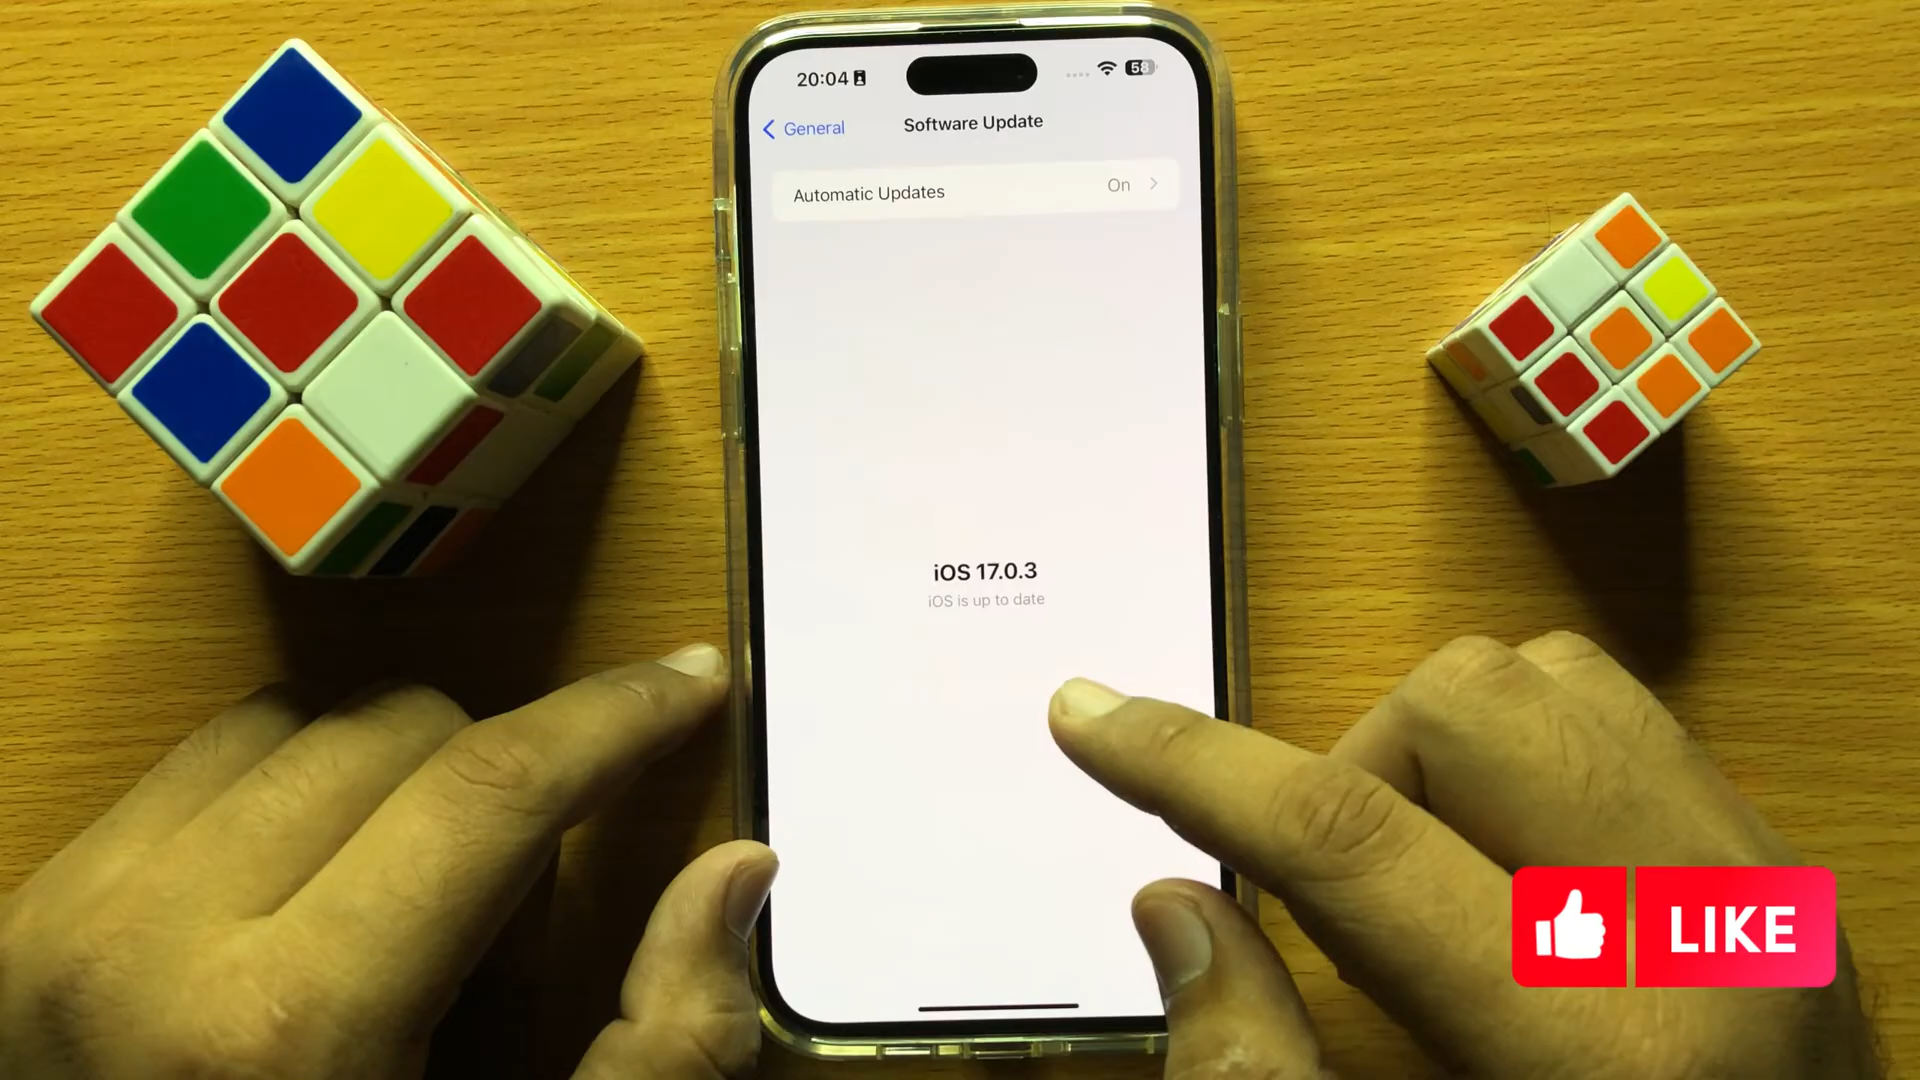 20:04
58
General
Software Update
Automatic Updates
On
iOS 17.0.3
iOS is up to date
LIKE